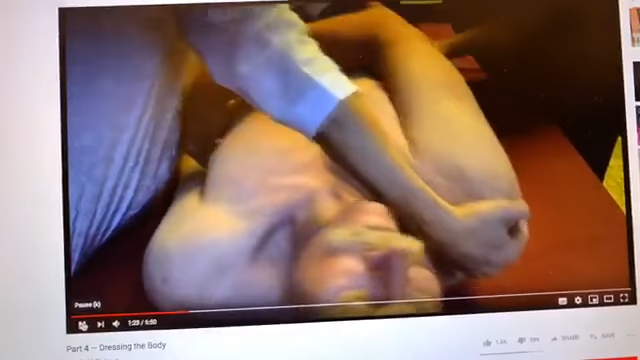 Pause (k)
1:23 / 5:50
Part 4 – Dressing the Body
SHARE
SAVE